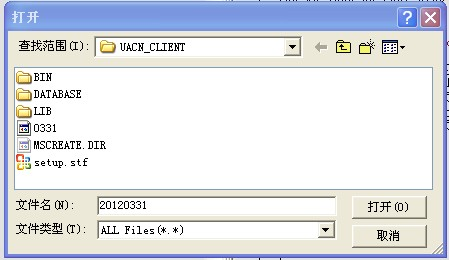 打开
查找范围(I): UACN_CLIENT
BIN
DATABASE
LIB
0331
MSCREATE.DIR
setup.stf
文件名(N): 20120331 打开(O)
文件类型(T): ALL Files(*.*) 取消